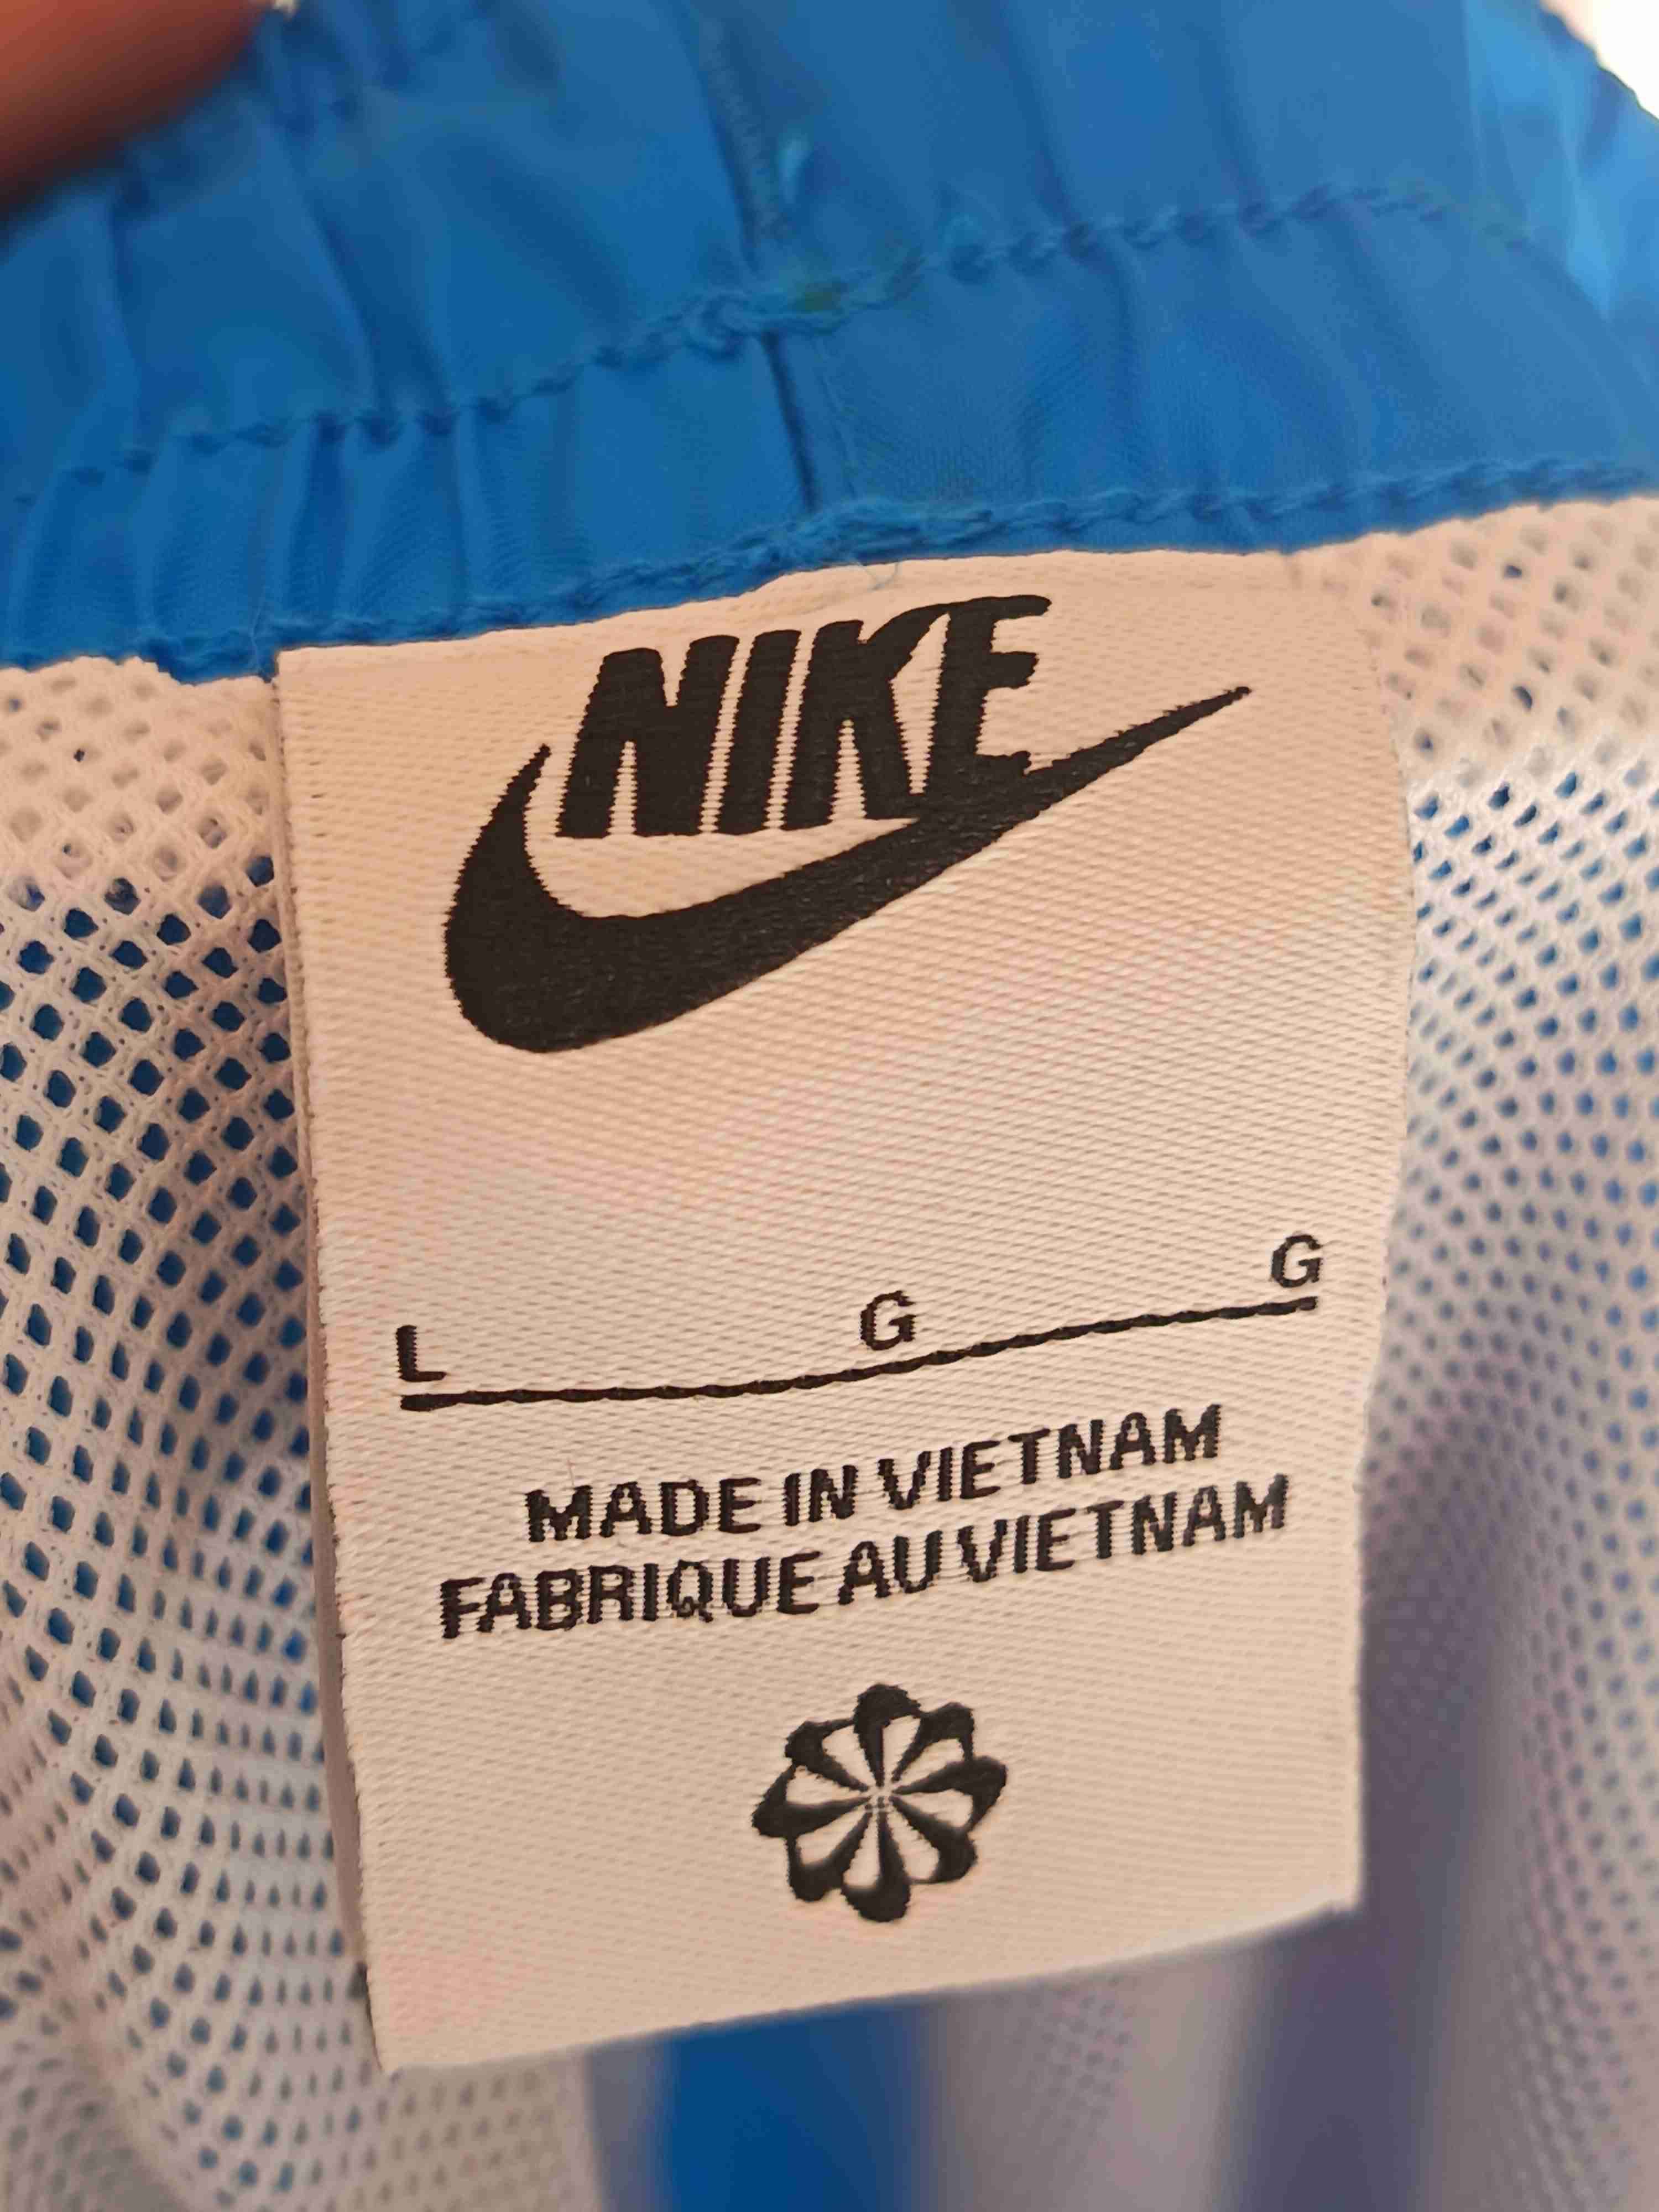 NIKE
L G G
MADE IN VIETNAM
FABRIQUE AU VIETNAM